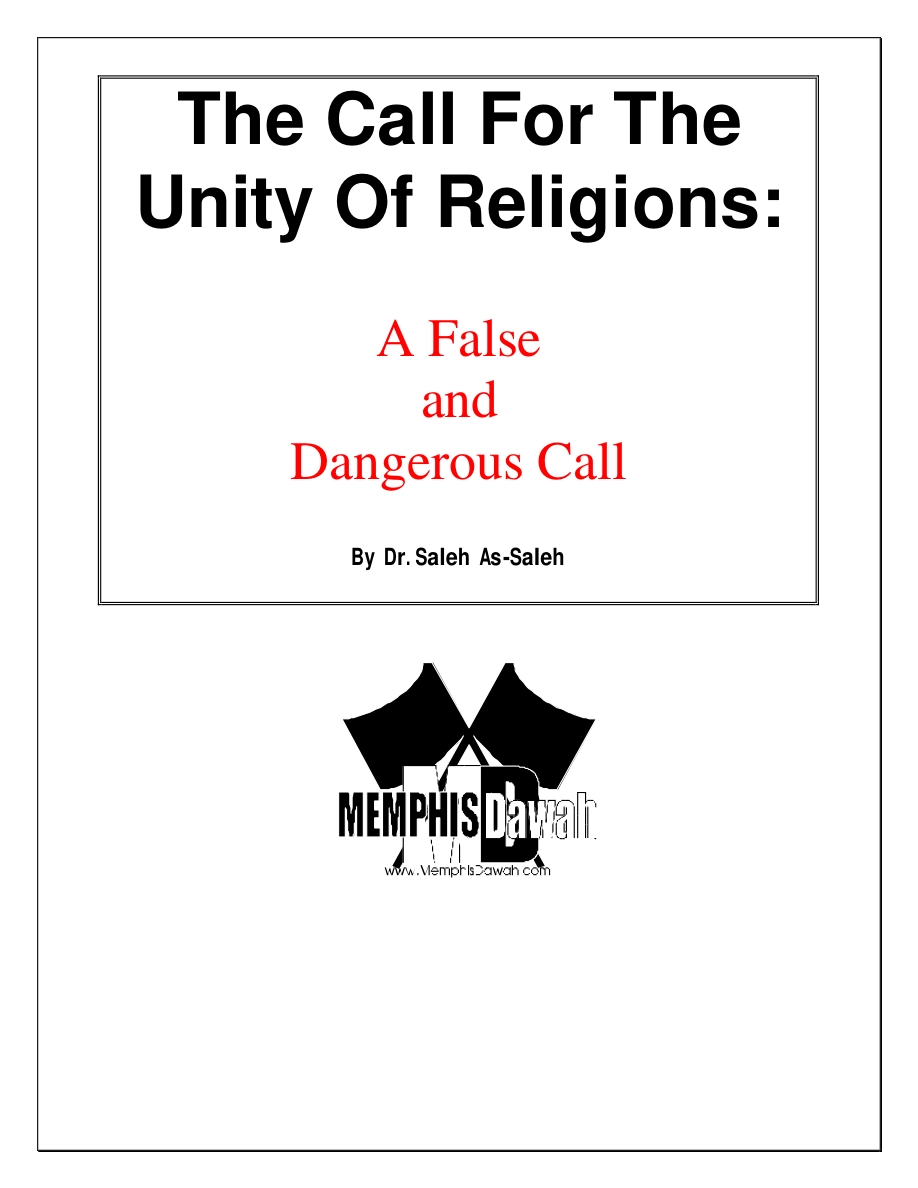 The Call For The
Unity Of Religions:
A False
and
Dangerous Call
By Dr. Saleh As-Saleh
MEMPHIS Dawah
www.MemphisDawah.com